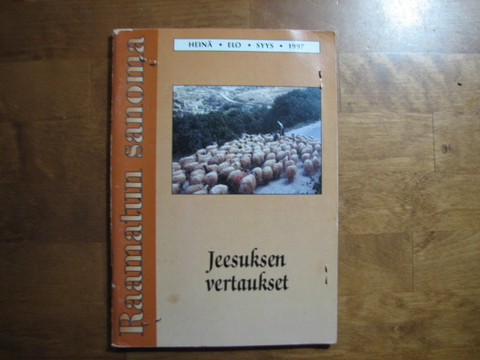 HEINÄ • ELO • SYYS • 1997
Raamatun sanoma
Jeesuksen
vertaukset